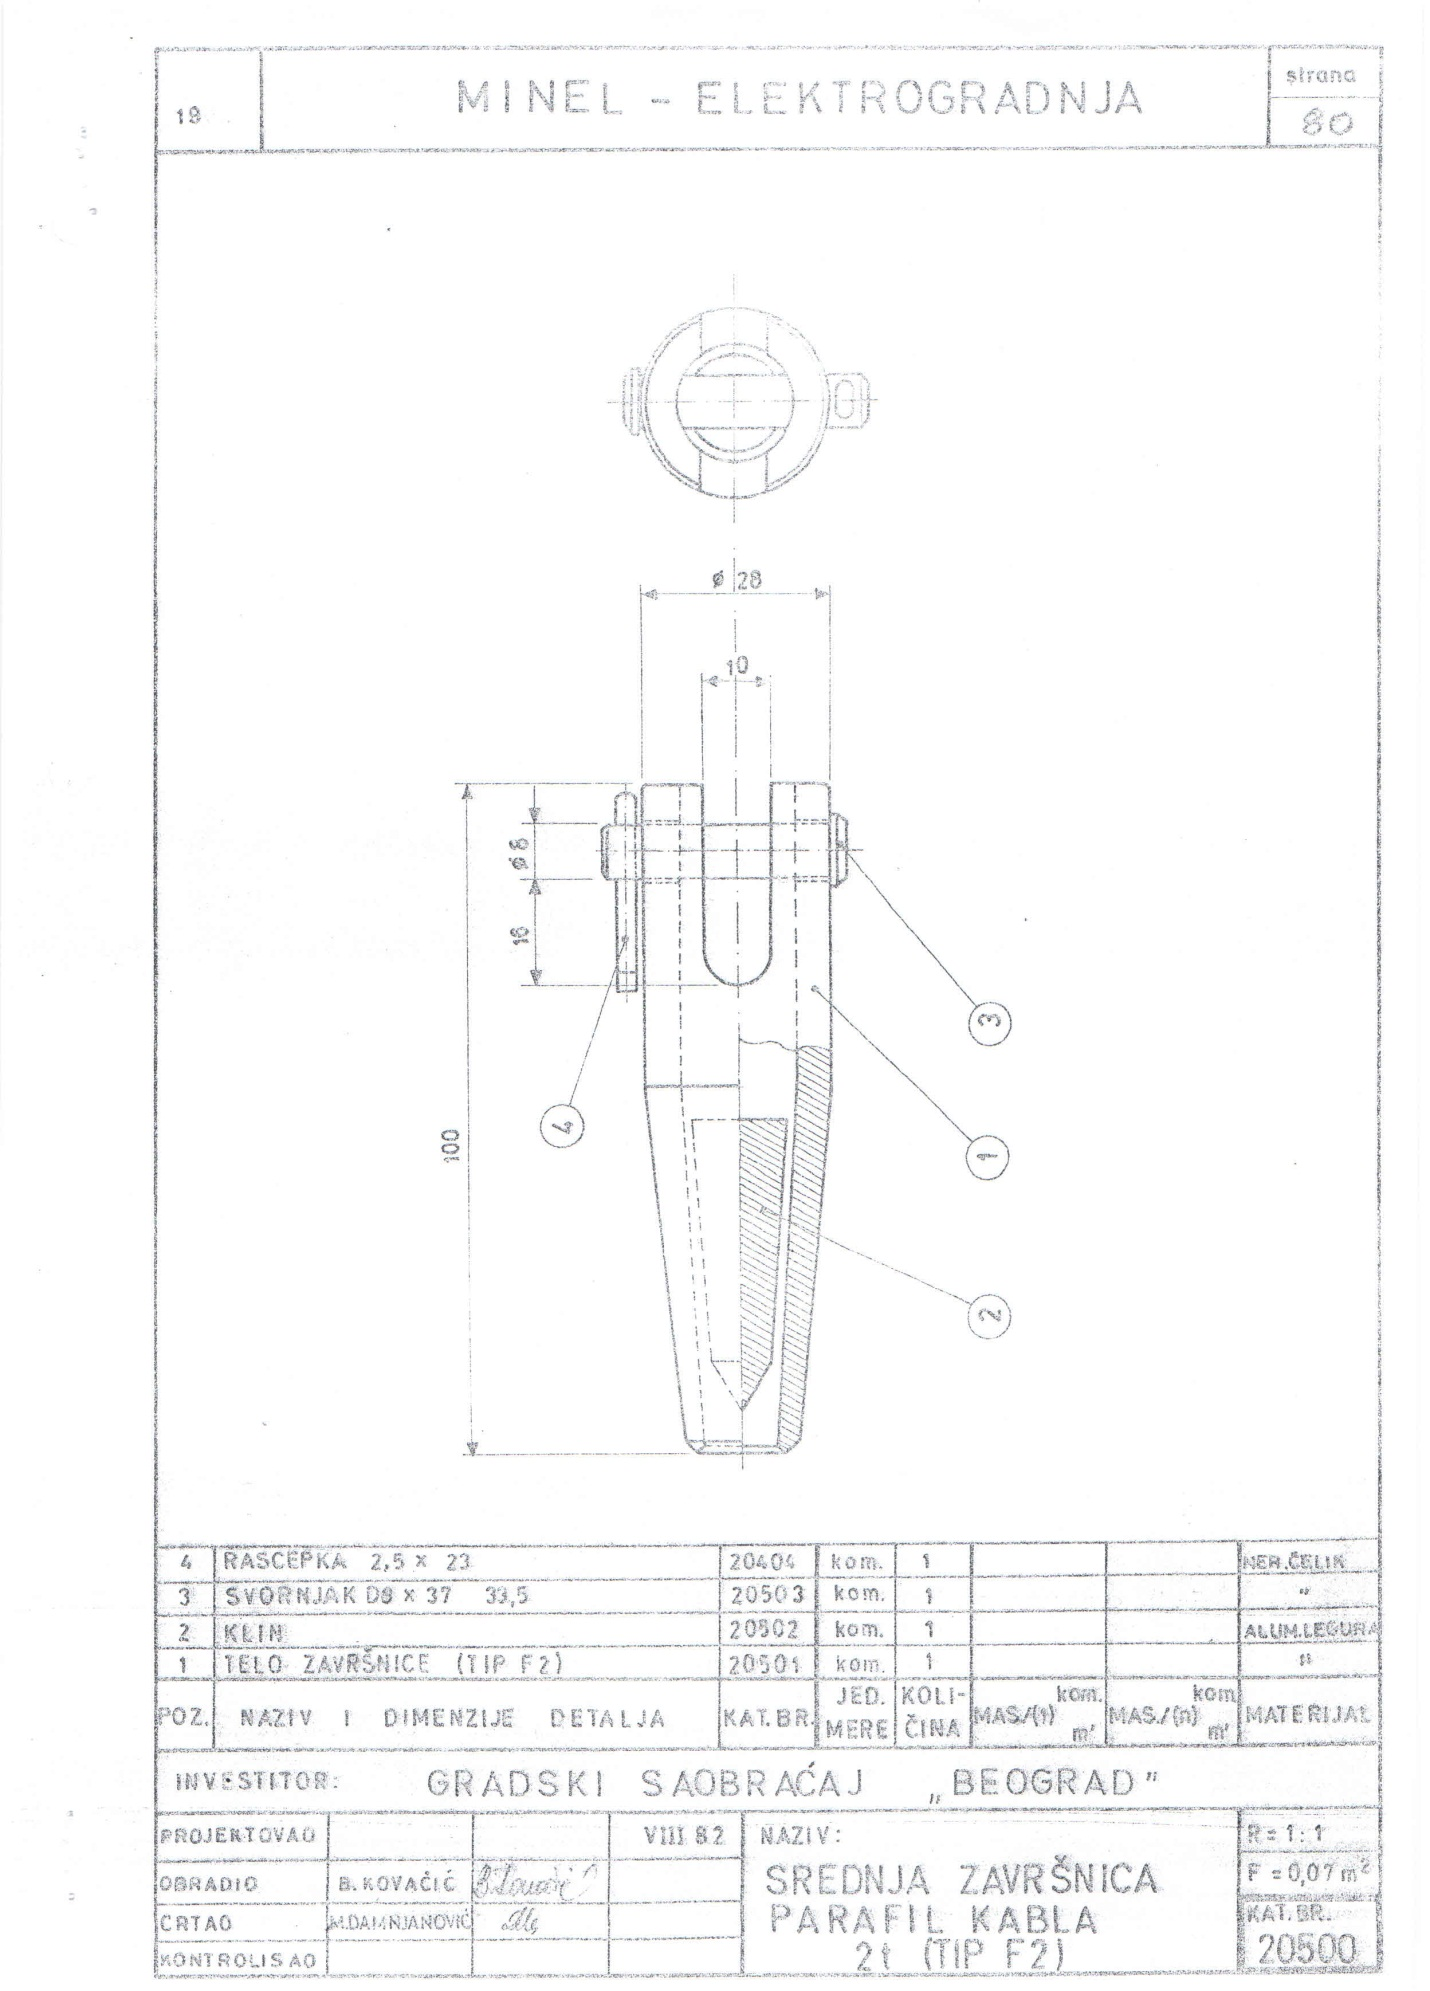 19
MINEL - ELEKTROGRADNJA
strana
80
ø 28
10
ø 8
16
100
4
3
1
2
4 RASCEPKA 2,5 x 23 20404 kom. 1 NER.ČELIK
3 SVORNJAK D8 x 37 39,5 20503 kom. 1 "
2 KLIN 20502 kom. 1 ALUM.LEGURA
1 TELO ZAVRŠNICE (TIP F2) 20501 kom. 1 "
POZ. NAZIV I DIMENZIJE DETALJA KAT.BR. JED. MERE KOLI-ČINA MAS./(1) kom. m' MAS./(n) kom m' MATERIJAL
INVESTITOR: GRADSKI SAOBRAĆAJ „BEOGRAD"
PROJEKTOVAO VIII 82
OBRADIO B. KOVAČIĆ
CRTAO M.DAMNJANOVIĆ
KONTROLISAO
NAZIV:
SREDNJA ZAVRŠNICA
PARAFIL KABLA
2t (TIP F2)
R = 1:1
F = 0,07 m²
KAT. BR.
20500